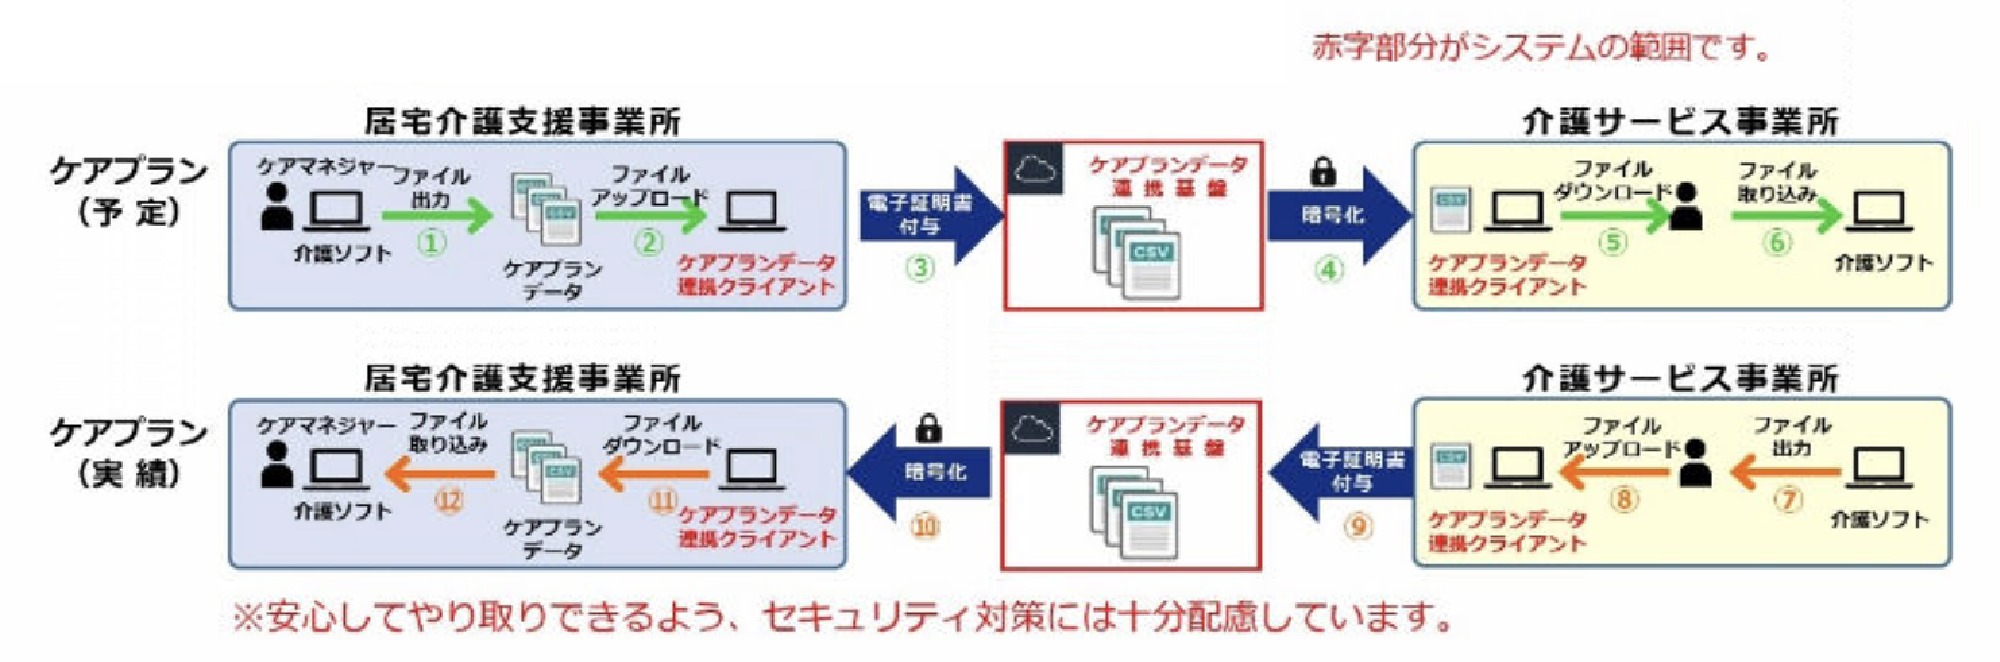 赤字部分がシステムの範囲です。
居宅介護支援事業所
介護サービス事業所
ケアプラン
（予 定）
ケアマネジャー
ファイル
出力
①
介護ソフト
CSV
ケアプラン
データ
ファイル
アップロード
②
ケアプランデータ
連携クライアント
電子証明書
付与
③
ケアプランデータ
連 携 基 盤
CSV
暗号化
④
CSV
ケアプランデータ
連携クライアント
ファイル
ダウンロード
⑤
ファイル
取り込み
⑥
介護ソフト
居宅介護支援事業所
介護サービス事業所
ケアプラン
（実 績）
ケアマネジャー
ファイル
取り込み
⑫
介護ソフト
CSV
ケアプラン
データ
ファイル
ダウンロード
⑪
ケアプランデータ
連携クライアント
暗号化
⑩
ケアプランデータ
連 携 基 盤
CSV
電子証明書
付与
⑨
CSV
ケアプランデータ
連携クライアント
ファイル
アップロード
⑧
ファイル
出力
⑦
介護ソフト
※安心してやり取りできるよう、セキュリティ対策には十分配慮しています。